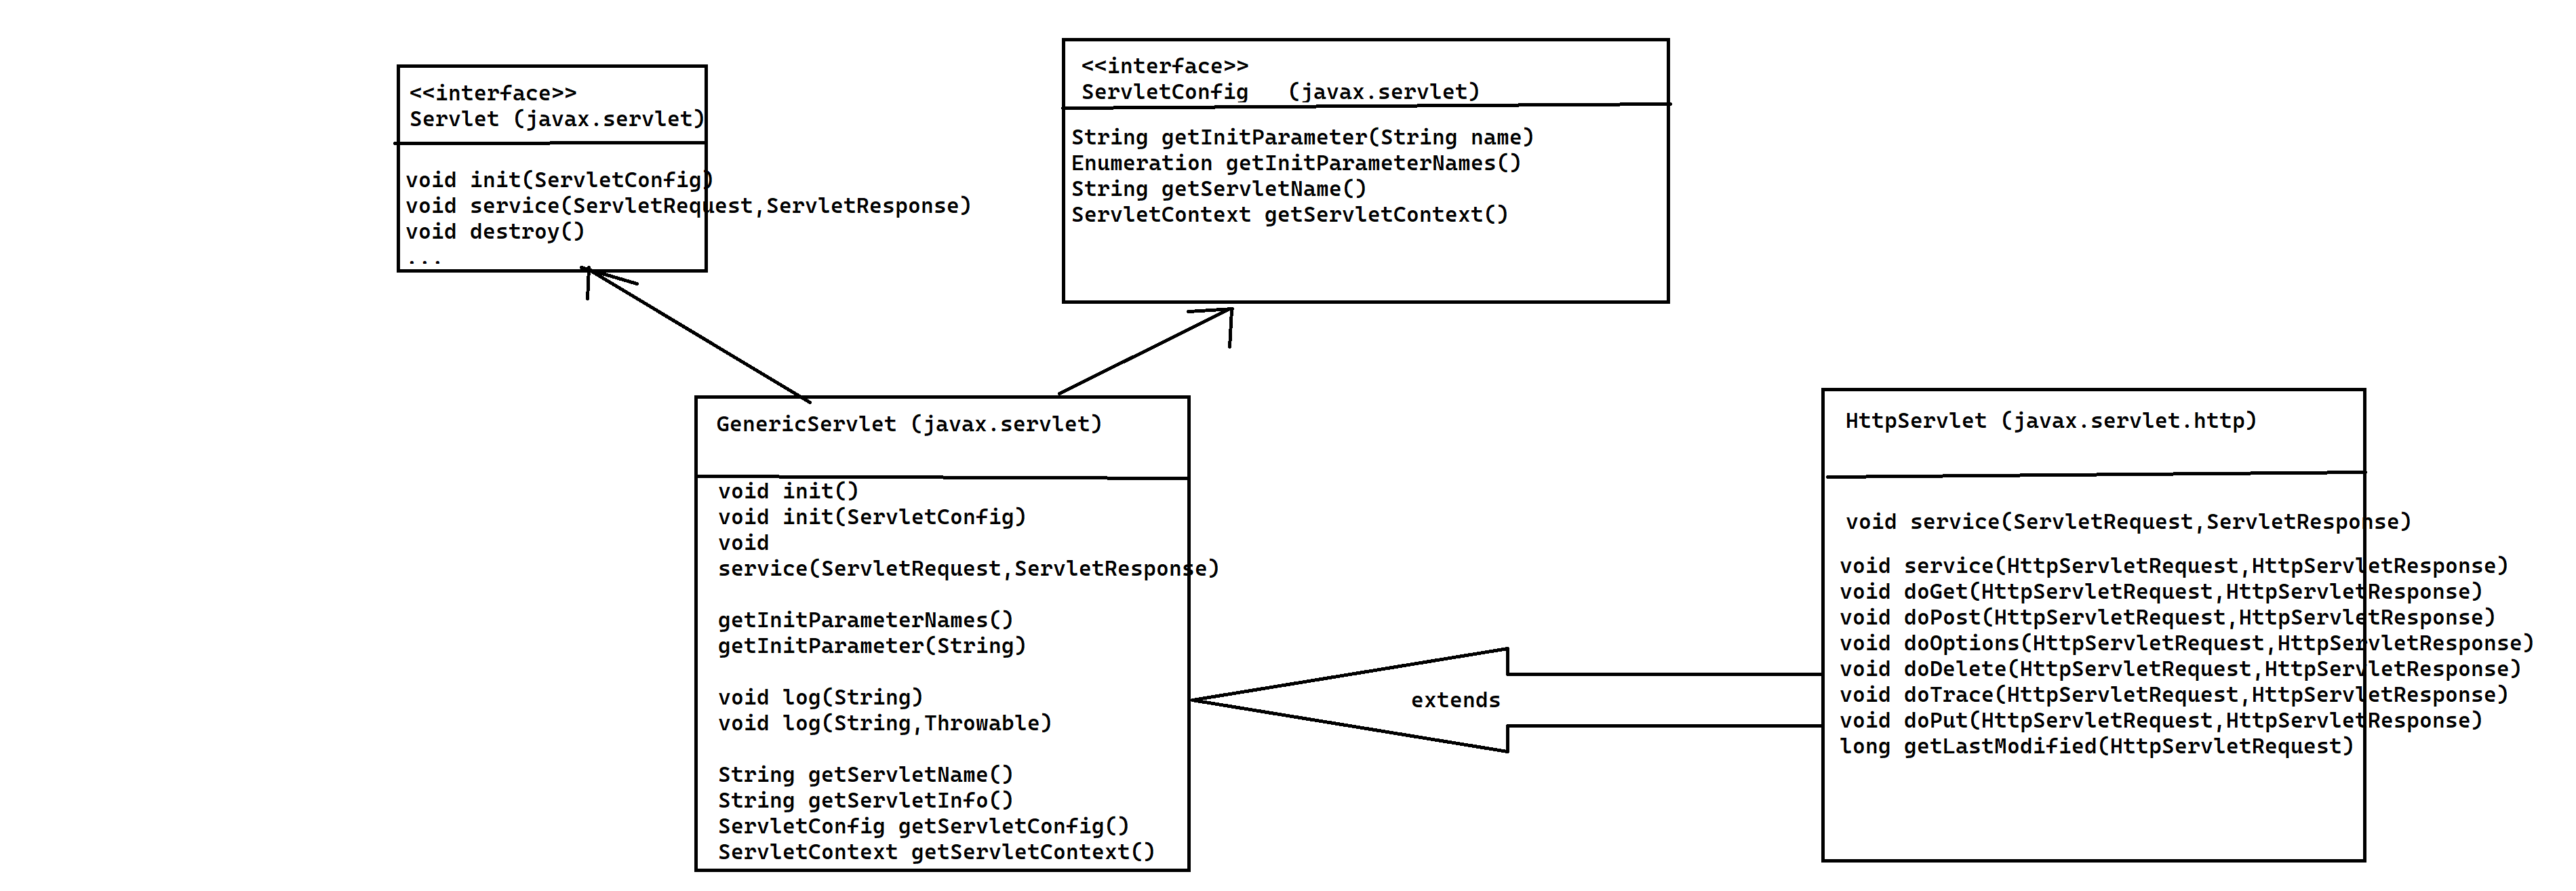 <<interface>>
Servlet (javax.servlet)
void init(ServletConfig)
void service(ServletRequest,ServletResponse)
void destroy()
...
<<interface>>
ServletConfig   (javax.servlet)
String getInitParameter(String name)
Enumeration getInitParameterNames()
String getServletName()
ServletContext getServletContext()
GenericServlet (javax.servlet)
void init()
void init(ServletConfig)
void
service(ServletRequest,ServletResponse)
getInitParameterNames()
getInitParameter(String)
void log(String)
void log(String,Throwable)
String getServletName()
String getServletInfo()
ServletConfig getServletConfig()
ServletContext getServletContext()
extends
HttpServlet (javax.servlet.http)
void service(ServletRequest,ServletResponse)
void service(HttpServletRequest,HttpServletResponse)
void doGet(HttpServletRequest,HttpServletResponse)
void doPost(HttpServletRequest,HttpServletResponse)
void doOptions(HttpServletRequest,HttpServletResponse)
void doDelete(HttpServletRequest,HttpServletResponse)
void doTrace(HttpServletRequest,HttpServletResponse)
void doPut(HttpServletRequest,HttpServletResponse)
long getLastModified(HttpServletRequest)